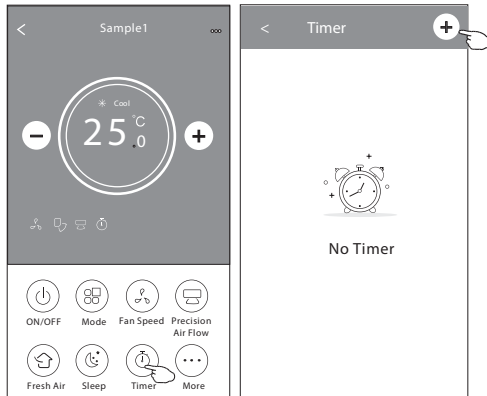 < Sample1 ooo
Cool
25.0 °C
ON/OFF Mode Fan Speed Precision
Air Flow
Fresh Air Sleep Timer More
< Timer +
No Timer